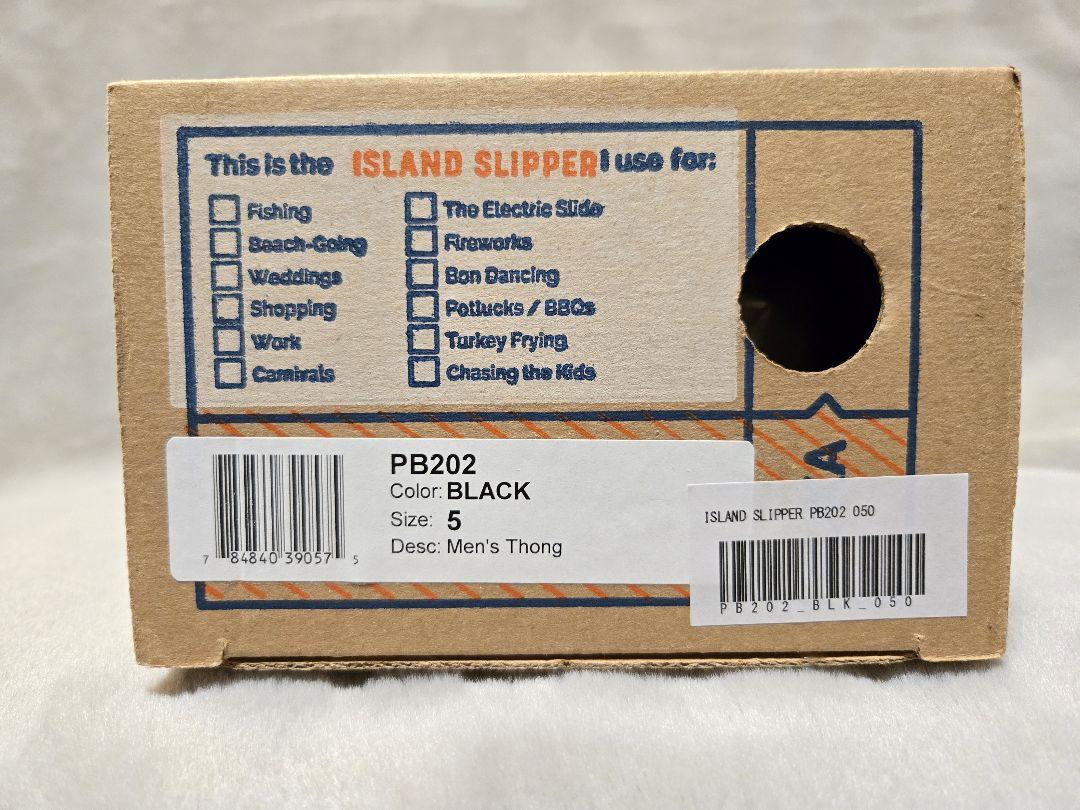 This is the ISLAND SLIPPER I use for:
Fishing
Beach-Going
Weddings
Shopping
Work
Carnivals
The Electric Slide
Fireworks
Bon Dancing
Potlucks / BBQs
Turkey Frying
Chasing the Kids
PB202
Color: BLACK
Size: 5
Desc: Men's Thong
7 84840 39057 5
A
ISLAND SLIPPER PB202 050
PB202_BLK_050